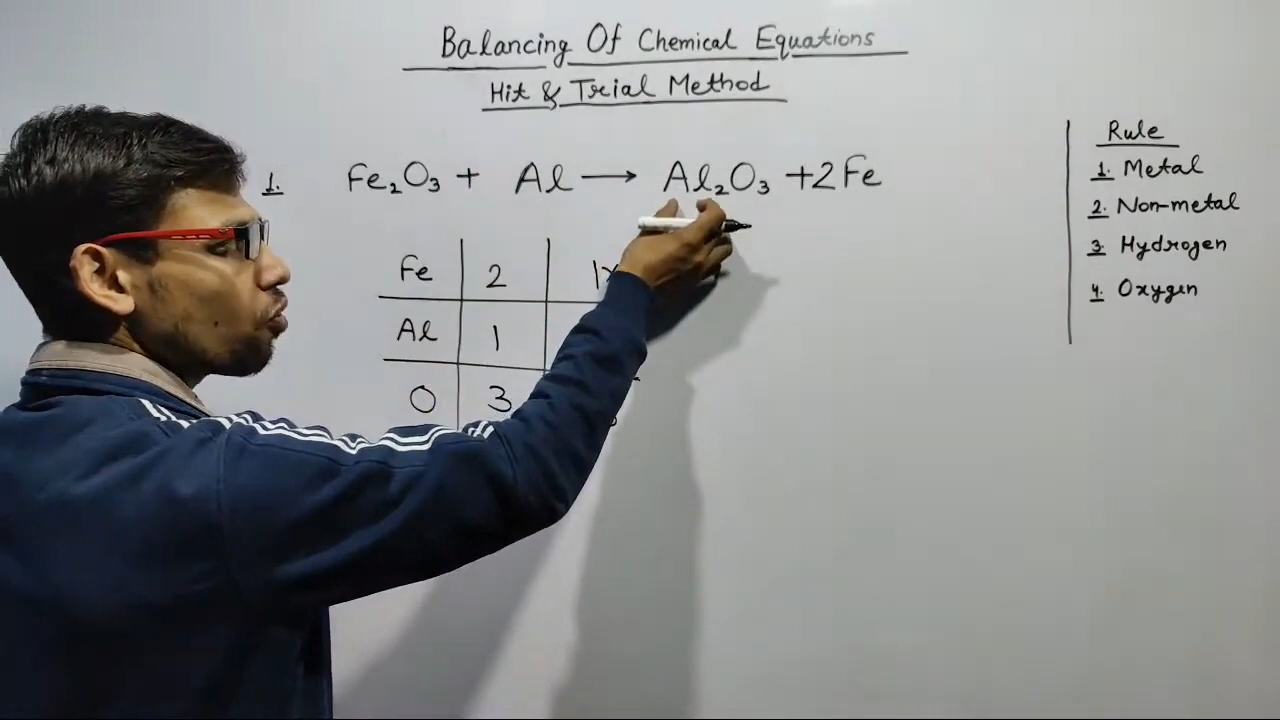 Balancing Of Chemical Equations
Hit & Trial Method
1. Fe₂O₃ + Al → Al₂O₃ +2Fe
Fe 2 1×
Al 1
O 3
Rule
1. Metal
2. Non-metal
3. Hydrogen
4. Oxygen